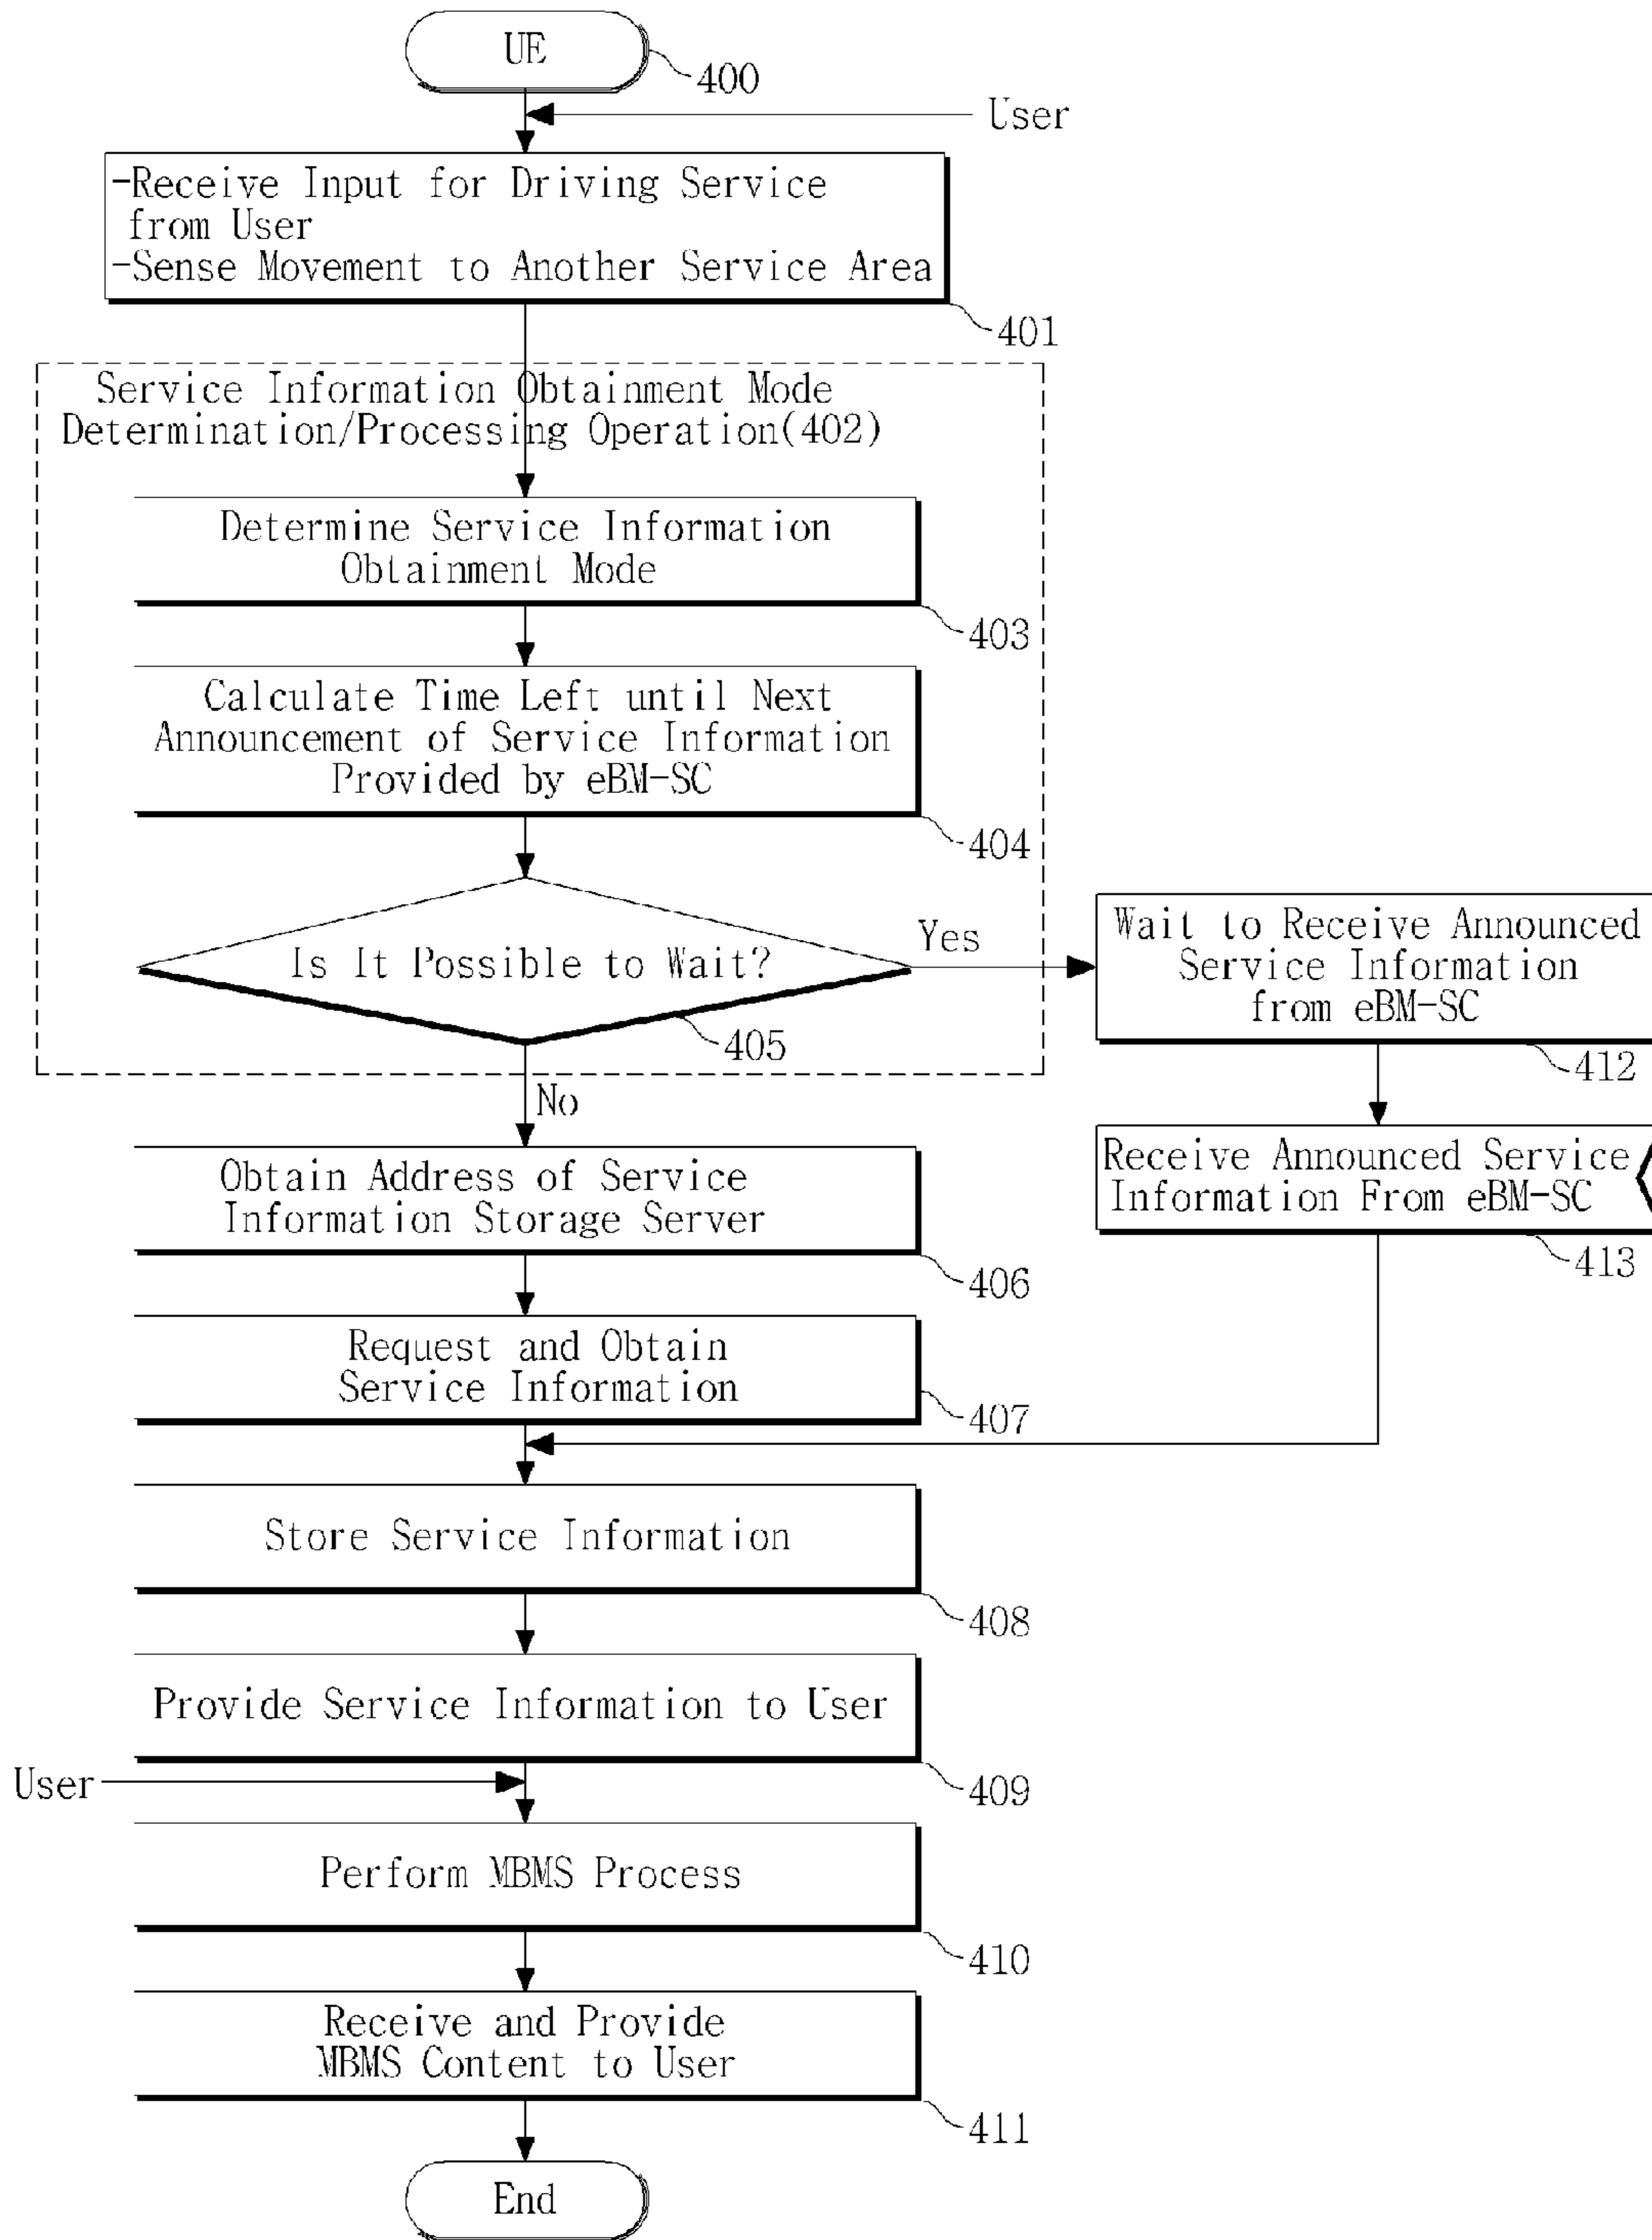 UE
400
User
-Receive Input for Driving Service
from User
-Sense Movement to Another Service Area
401
Service Information Obtainment Mode
Determination/Processing Operation(402)
Determine Service Information
Obtainment Mode
403
Calculate Time Left until Next
Announcement of Service Information
Provided by eBM-SC
404
Is It Possible to Wait?
405
Yes
Wait to Receive Announced
Service Information
from eBM-SC
412
No
Receive Announced Service
Information From eBM-SC
413
Obtain Address of Service
Information Storage Server
406
Request and Obtain
Service Information
407
Store Service Information
408
Provide Service Information to User
409
User
Perform MBMS Process
410
Receive and Provide
MBMS Content to User
411
End